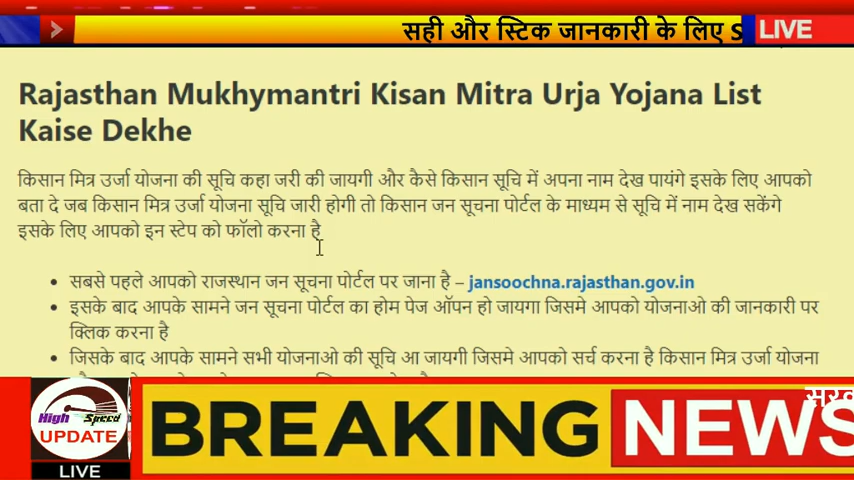 सही और स्टिक जानकारी के लिए S
LIVE
Rajasthan Mukhymantri Kisan Mitra Urja Yojana List
Kaise Dekhe
किसान मित्र उर्जा योजना की सूचि कहा जरी की जायगी और कैसे किसान सूचि में अपना नाम देख पायंगे इसके लिए आपको
बता दे जब किसान मित्र उर्जा योजना सूचि जारी होगी तो किसान जन सूचना पोर्टल के माध्यम से सूचि में नाम देख सकेंगे
इसके लिए आपको इन स्टेप को फॉलो करना है
सबसे पहले आपको राजस्थान जन सूचना पोर्टल पर जाना है – jansoochna.rajasthan.gov.in
इसके बाद आपके सामने जन सूचना पोर्टल का होम पेज ऑपन हो जायगा जिसमे आपको योजनाओ की जानकारी पर
क्लिक करना है
जिसके बाद आपके सामने सभी योजनाओ की सूचि आ जायगी जिसमे आपको सर्च करना है किसान मित्र उर्जा योजना
High Speed
UPDATE
LIVE
BREAKING NEWS